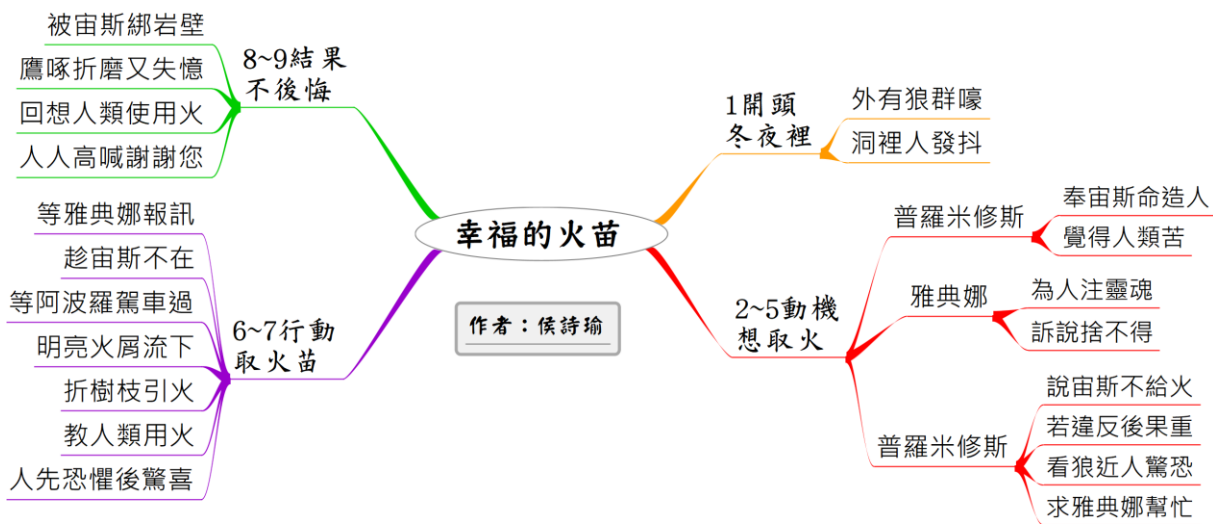 幸福的火苗
作者：侯詩瑜
1開頭
冬夜裡
外有狼群嚎
洞裡人發抖
2~5動機
想取火
普羅米修斯
奉宙斯命造人
覺得人類苦
雅典娜
為人注靈魂
訴說捨不得
普羅米修斯
說宙斯不給火
若違反後果重
看狼近人驚恐
求雅典娜幫忙
6~7行動
取火苗
等雅典娜報訊
趁宙斯不在
等阿波羅駕車過
明亮火屑流下
折樹枝引火
教人類用火
人先恐懼後驚喜
8~9結果
不後悔
被宙斯綁岩壁
鷹啄折磨又失憶
回想人類使用火
人人高喊謝謝您